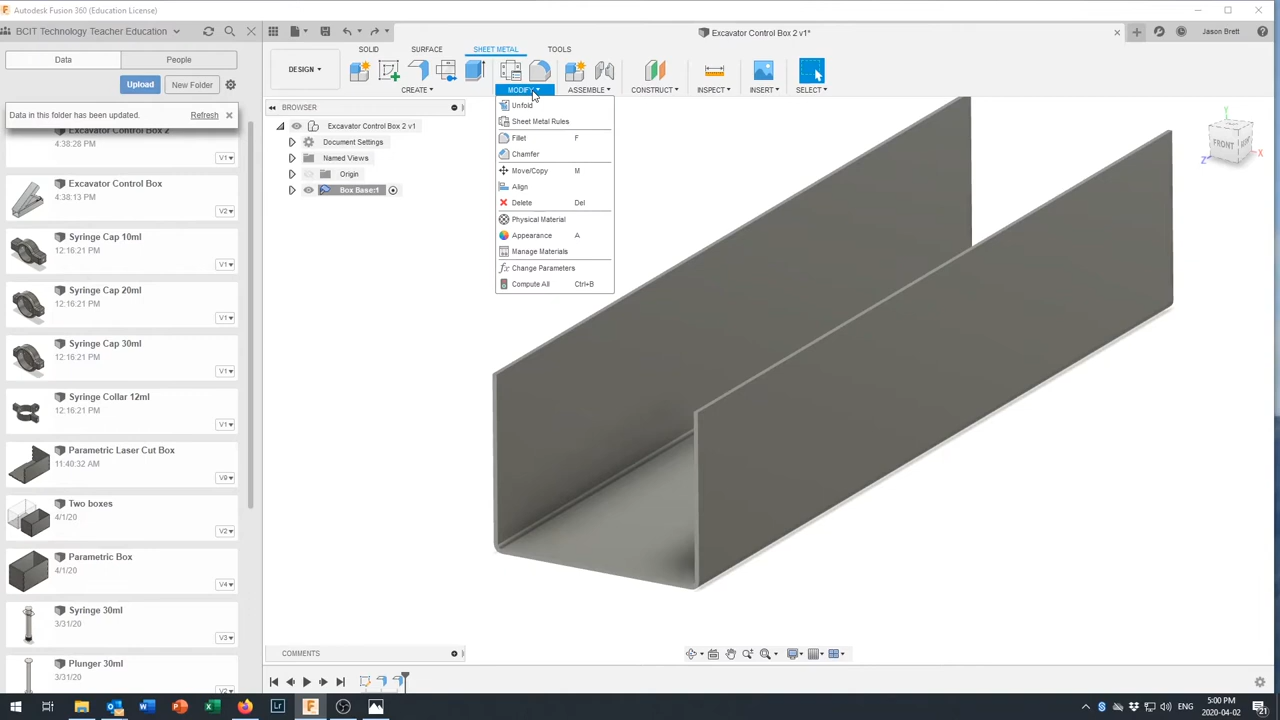 Autodesk Fusion 360 (Education License)
BCIT Technology Teacher Education
Excavator Control Box 2 v1*
Jason Brett
Data
People
SOLID
SURFACE
SHEET METAL
TOOLS
DESIGN
CREATE
MODIFY
ASSEMBLE
CONSTRUCT
INSPECT
INSERT
SELECT
Upload
New Folder
Data in this folder has been updated.
Refresh
Excavator Control Box 2
4:38:28 PM
V1
Excavator Control Box
4:38:13 PM
V2
Syringe Cap 10ml
12:16:21 PM
V1
Syringe Cap 20ml
12:16:21 PM
V1
Syringe Cap 30ml
12:16:21 PM
V1
Syringe Collar 12ml
12:16:21 PM
V1
Parametric Laser Cut Box
11:40:32 AM
V9
Two boxes
4/1/20
V2
Parametric Box
4/1/20
V4
Syringe 30ml
3/31/20
V3
Plunger 30ml
BROWSER
Excavator Control Box 2 v1
Document Settings
Named Views
Origin
Box Base:1
Unfold
Sheet Metal Rules
Fillet F
Chamfer
Move/Copy M
Align
Delete Del
Physical Material
Appearance A
Manage Materials
Change Parameters
Compute All Ctrl+B
Y
Z
FRONT
COMMENTS
5:00 PM
2020-04-02
21